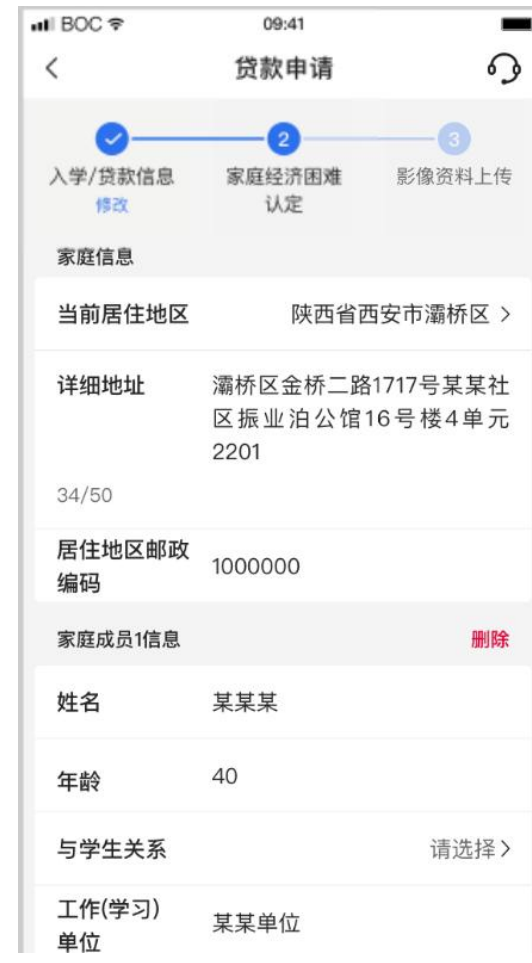 BOC 09:41
贷款申请
2 3
入学/贷款信息 家庭经济困难 影像资料上传
修改 认定
家庭信息
当前居住地区 陕西省西安市灞桥区
详细地址 灞桥区金桥二路1717号某某社
区振业泊公馆16号楼4单元
2201
34/50
居住地区邮政
编码 1000000
家庭成员1信息 删除
姓名 某某某
年龄 40
与学生关系 请选择
工作(学习)
单位 某某单位